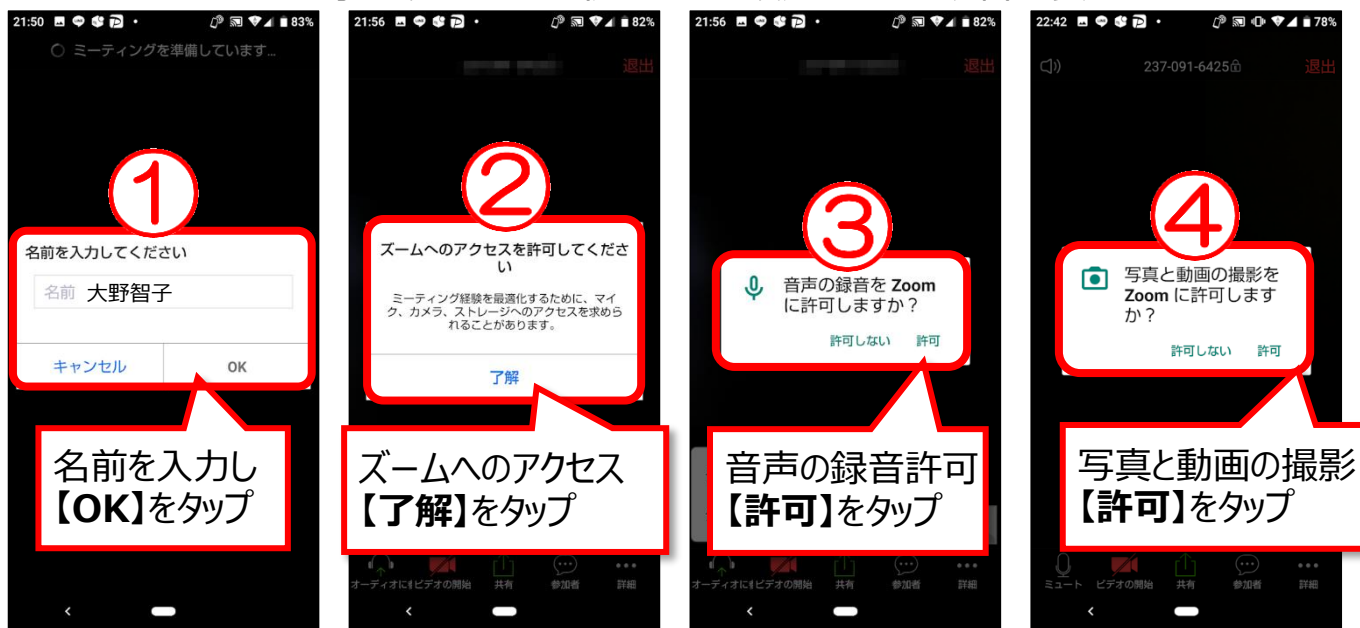 21:50
83%
ミーティングを準備しています...
①
名前を入力してください
名前 大野智子
キャンセル
OK
名前を入力し
【OK】をタップ
21:56
82%
退出
②
ズームへのアクセスを許可してくださ
い
ミーティング経験を最適化するために、マイ
ク、カメラ、ストレージへのアクセスを求めら
れることがあります。
了解
ズームへのアクセス
【了解】をタップ
オーディオに
ビデオの開始
共有
参加者
詳細
21:56
82%
退出
③
音声の録音を Zoom
に許可しますか？
許可しない
許可
音声の録音許可
【許可】をタップ
オーディオに
ビデオの開始
共有
参加者
詳細
22:42
78%
237-091-6425
退出
④
写真と動画の撮影を
Zoom に許可します
か？
許可しない
許可
写真と動画の撮影
【許可】をタップ
ミュート
ビデオの開始
共有
参加者
詳細